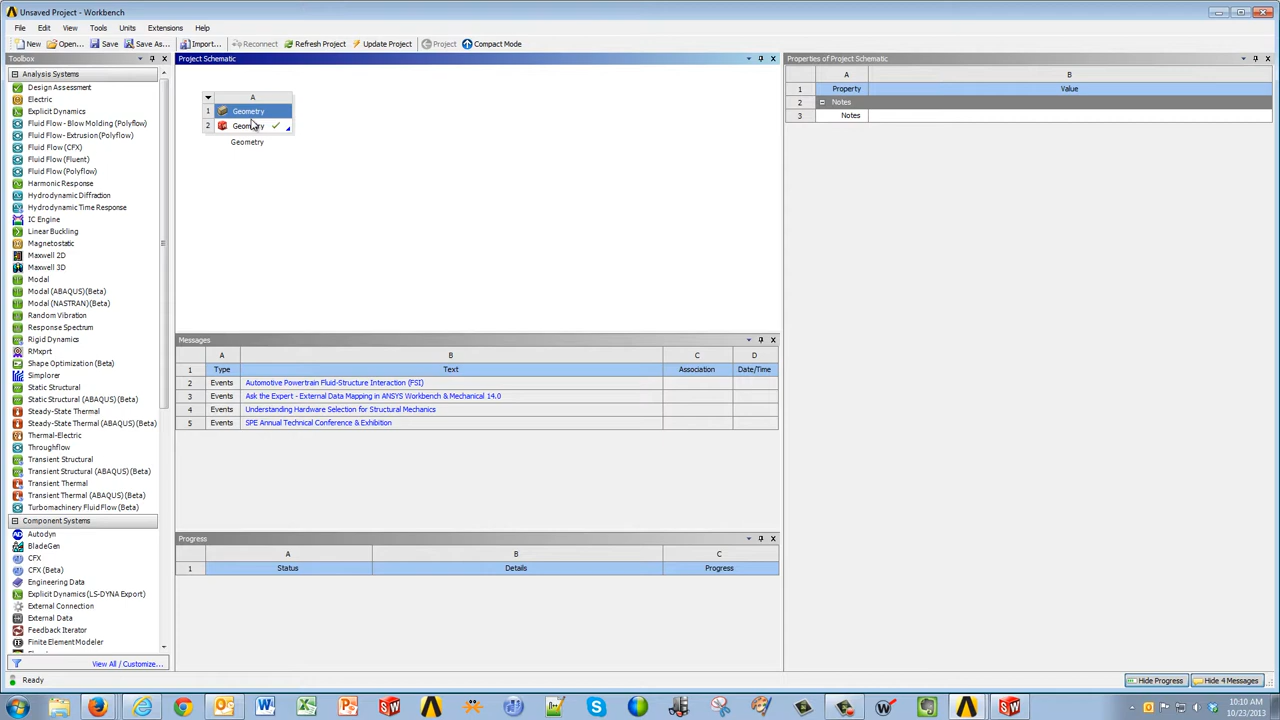 Unsaved Project - Workbench
File Edit View Tools Units Extensions Help
New Open... Save Save As... Import... Reconnect Refresh Project Update Project Project Compact Mode
Toolbox
Analysis Systems
Design Assessment
Electric
Explicit Dynamics
Fluid Flow - Blow Molding (Polyflow)
Fluid Flow - Extrusion (Polyflow)
Fluid Flow (CFX)
Fluid Flow (Fluent)
Fluid Flow (Polyflow)
Harmonic Response
Hydrodynamic Diffraction
Hydrodynamic Time Response
IC Engine
Linear Buckling
Magnetostatic
Maxwell 2D
Maxwell 3D
Modal
Modal (ABAQUS)(Beta)
Modal (NASTRAN)(Beta)
Random Vibration
Response Spectrum
Rigid Dynamics
RMxprt
Shape Optimization (Beta)
Simplorer
Static Structural
Static Structural (ABAQUS)(Beta)
Steady-State Thermal
Steady-State Thermal (ABAQUS)(Beta)
Thermal-Electric
Throughflow
Transient Structural
Transient Structural (ABAQUS)(Beta)
Transient Thermal
Transient Thermal (ABAQUS)(Beta)
Turbomachinery Fluid Flow (Beta)
Component Systems
Autodyn
BladeGen
CFX
CFX (Beta)
Engineering Data
Explicit Dynamics (LS-DYNA Export)
External Connection
External Data
Feedback Iterator
Finite Element Modeler
View All / Customize...
Project Schematic
A
1 Geometry
2 Geometry
Geometry
Messages
A B C D
1 Type Text Association Date/Time
2 Events Automotive Powertrain Fluid-Structure Interaction (FSI)
3 Events Ask the Expert - External Data Mapping in ANSYS Workbench & Mechanical 14.0
4 Events Understanding Hardware Selection for Structural Mechanics
5 Events SPE Annual Technical Conference & Exhibition
Progress
A B C
1 Status Details Progress
Properties of Project Schematic
A B
1 Property Value
2 Notes
3 Notes
Ready
Hide Progress Hide 4 Messages
10:10 AM
10/23/2013